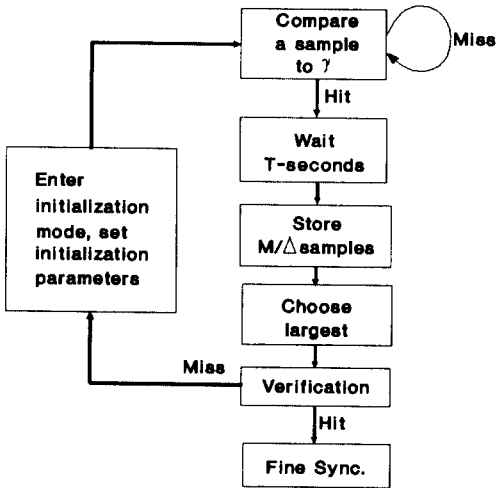 Compare
a sample
to γ
Miss
Hit
Wait
T-seconds
Enter
initialization
mode, set
initialization
parameters
Store
M/Δ samples
Choose
largest
Miss
Verification
Hit
Fine Sync.